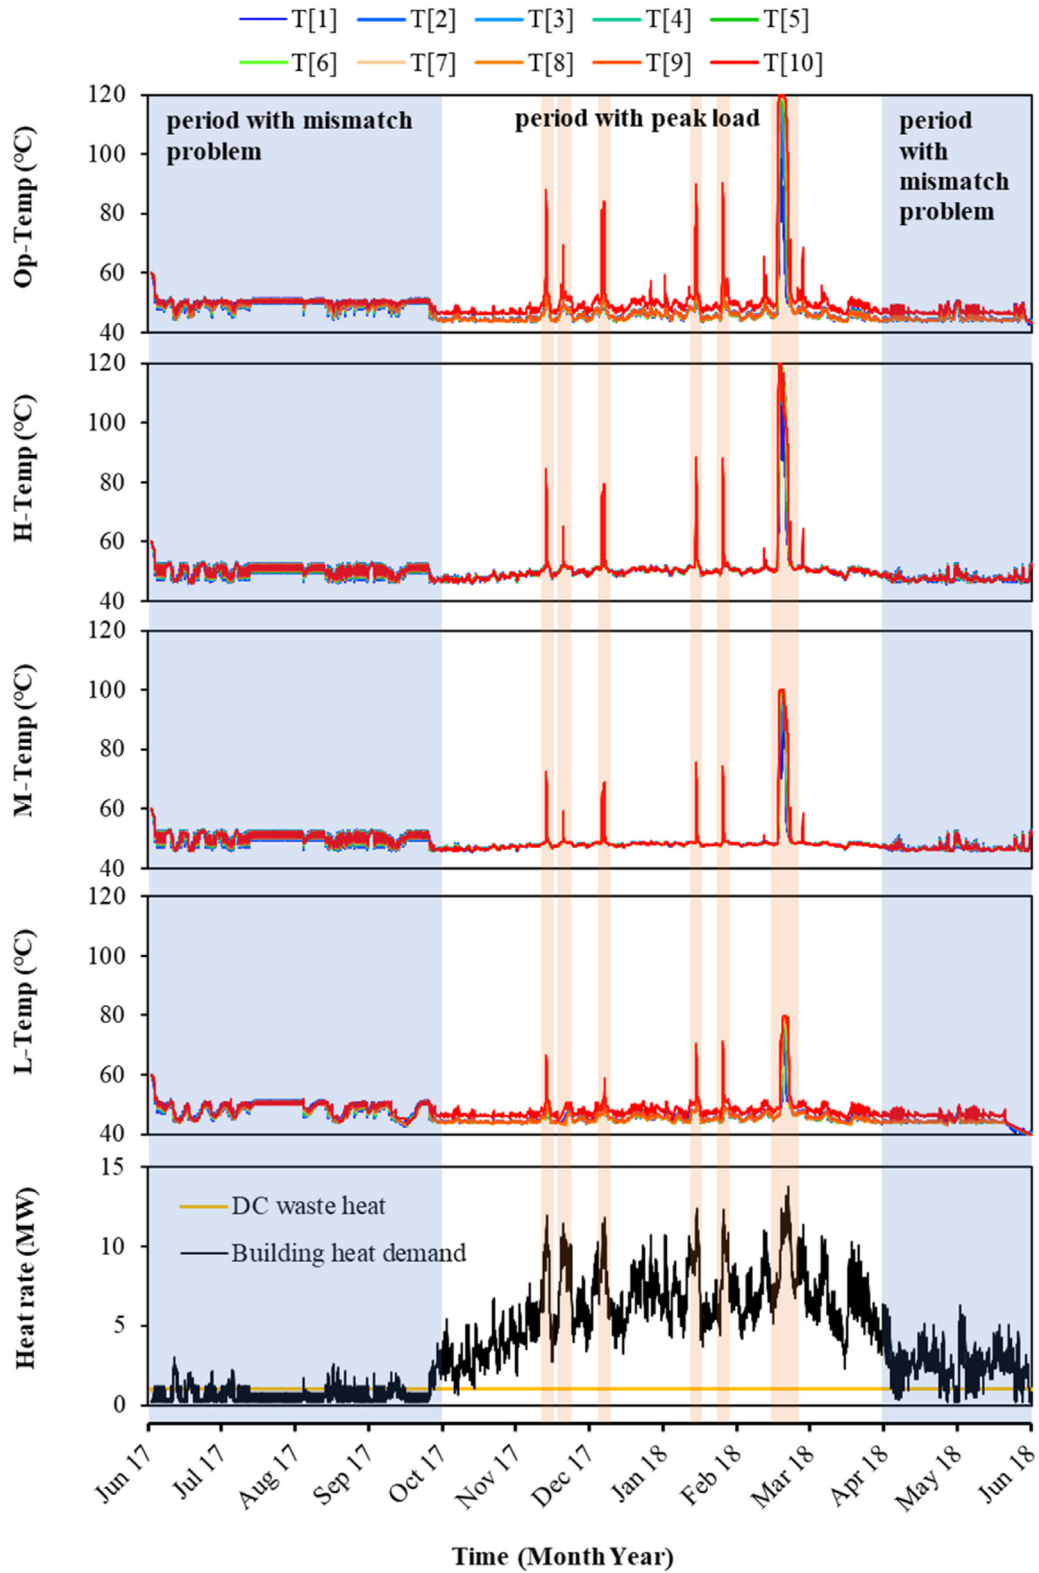 T[1] T[2] T[3] T[4] T[5]
T[6] T[7] T[8] T[9] T[10]
Op-Temp (°C)
120
100
80
60
40
period with mismatch
problem
period with peak load
period
with
mismatch
problem
H-Temp (°C)
120
100
80
60
40
M-Temp (°C)
120
100
80
60
40
L-Temp (°C)
120
100
80
60
40
Heat rate (MW)
15
10
5
0
DC waste heat
Building heat demand
Jun 17 Jul 17 Aug 17 Sep 17 Oct 17 Nov 17 Dec 17 Jan 18 Feb 18 Mar 18 Apr 18 May 18 Jun 18
Time (Month Year)